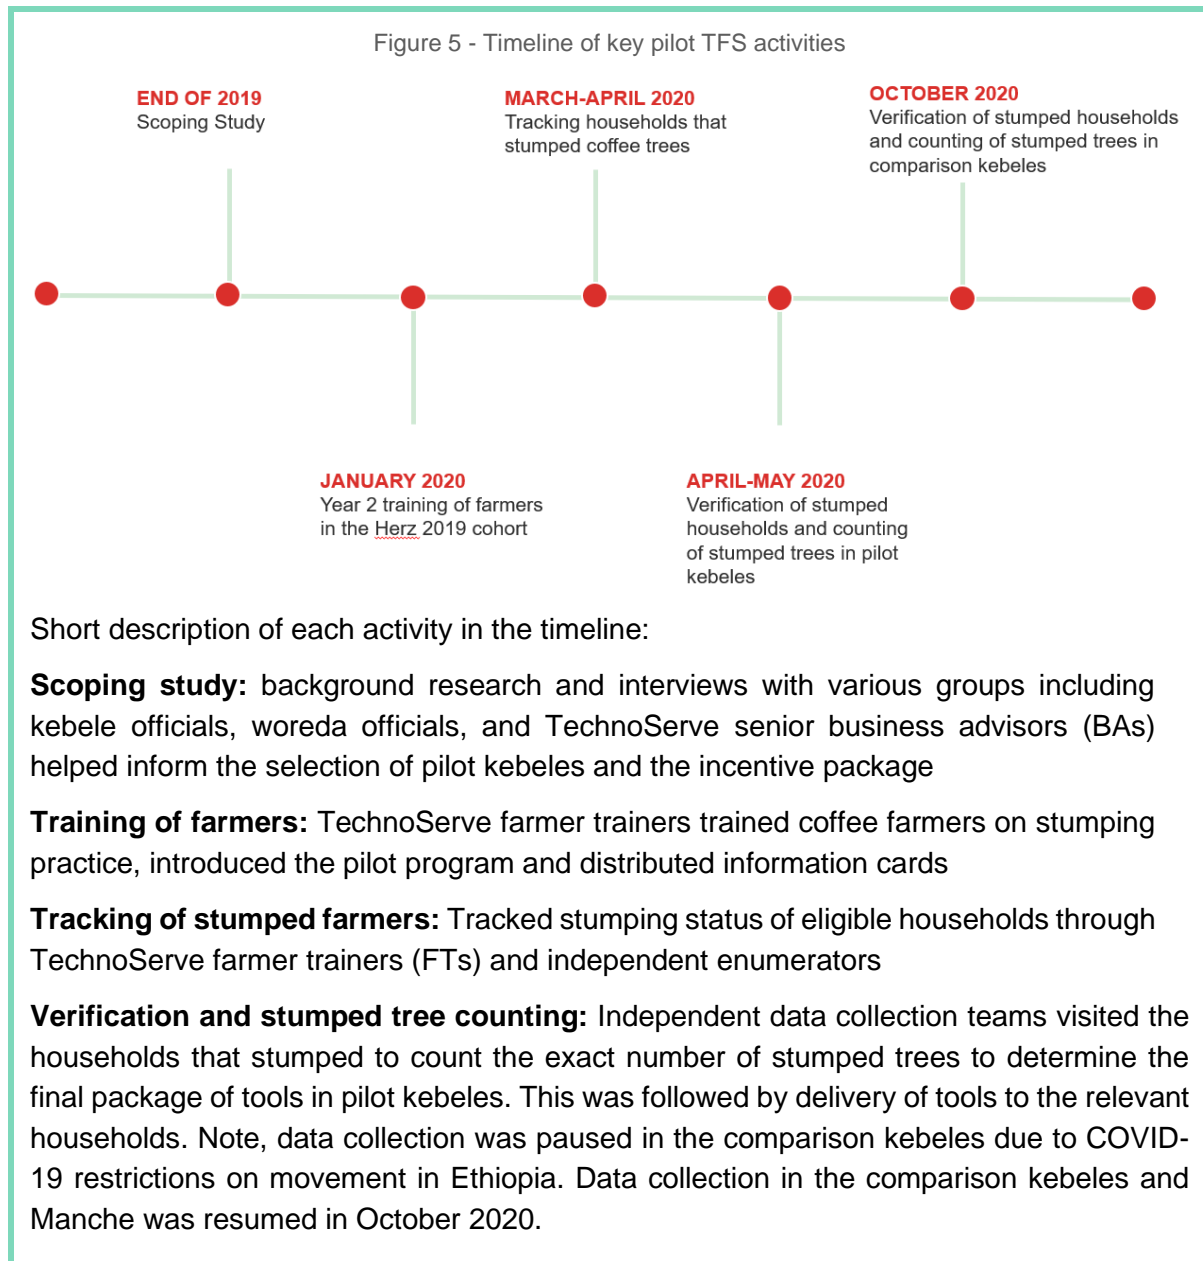 Figure 5 - Timeline of key pilot TFS activities
END OF 2019
Scoping Study
MARCH-APRIL 2020
Tracking households that
stumped coffee trees
OCTOBER 2020
Verification of stumped households
and counting of stumped trees in
comparison kebeles
JANUARY 2020
Year 2 training of farmers
in the Herz 2019 cohort
APRIL-MAY 2020
Verification of stumped
households and counting
of stumped trees in pilot
kebeles
Short description of each activity in the timeline:
Scoping study: background research and interviews with various groups including
kebele officials, woreda officials, and TechnoServe senior business advisors (BAs)
helped inform the selection of pilot kebeles and the incentive package
Training of farmers: TechnoServe farmer trainers trained coffee farmers on stumping
practice, introduced the pilot program and distributed information cards
Tracking of stumped farmers: Tracked stumping status of eligible households through
TechnoServe farmer trainers (FTs) and independent enumerators
Verification and stumped tree counting: Independent data collection teams visited the
households that stumped to count the exact number of stumped trees to determine the
final package of tools in pilot kebeles. This was followed by delivery of tools to the relevant
households. Note, data collection was paused in the comparison kebeles due to COVID-
19 restrictions on movement in Ethiopia. Data collection in the comparison kebeles and
Manche was resumed in October 2020.